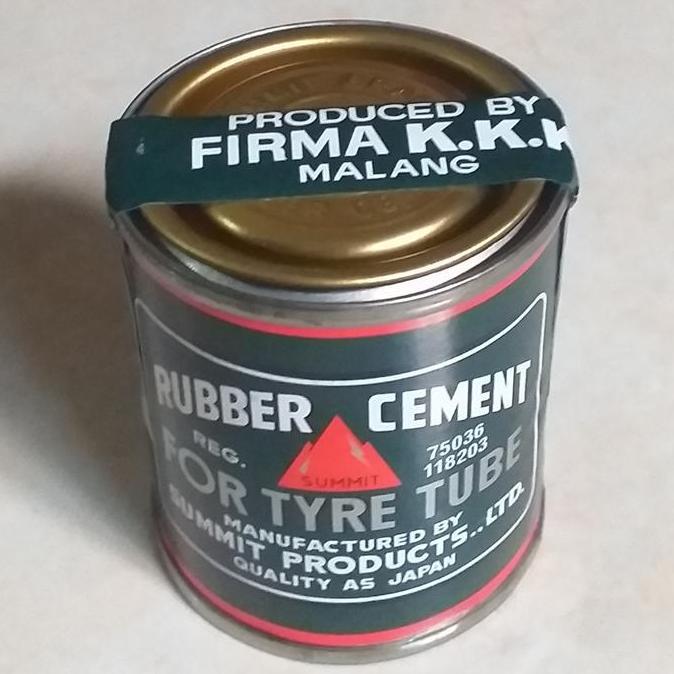 PRODUCED BY
FIRMA K.K.K
MALANG
RUBBER CEMENT
REG. 75036
118203
SUMMIT
FOR TYRE TUBE
MANUFACTURED BY
SUMMIT PRODUCTS..LTD.
QUALITY AS JAPAN